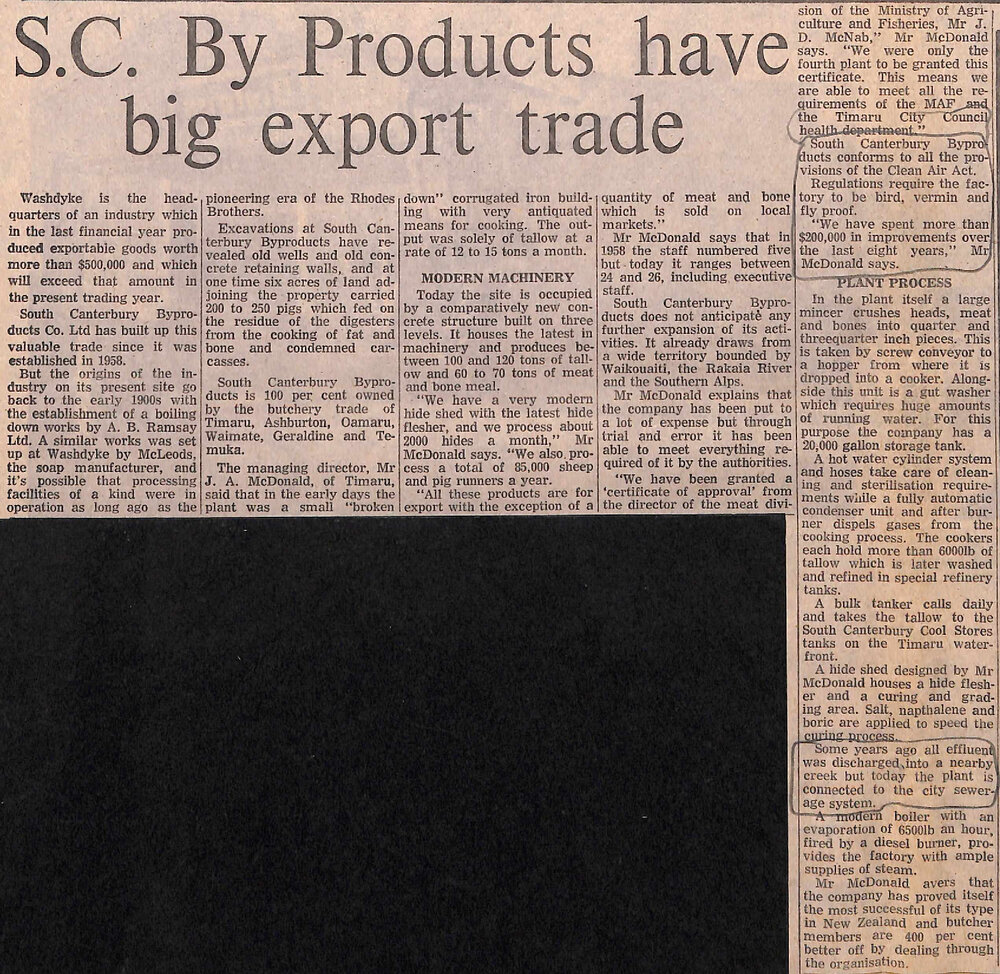 S.C. By Products have
big export trade
Washdyke is the head-
quarters of an industry which
in the last financial year pro-
duced exportable goods worth
more than $500,000 and which
will exceed that amount in
the present trading year.
South Canterbury Bypro-
ducts Co. Ltd has built up this
valuable trade since it was
established in 1958.
But the origins of the in-
dustry on its present site go
back to the early 1900s with
the establishment of a boiling
down works by A. B. Ramsay
Ltd. A similar works was set
up at Washdyke by McLeods,
the soap manufacturer, and
it's possible that processing
facilities of a kind were in
operation as long ago as the
pioneering era of the Rhodes
Brothers.
Excavations at South Can-
terbury Byproducts have re-
vealed old wells and old con-
crete retaining walls, and at
one time six acres of land ad-
joining the property carried
200 to 250 pigs which fed on
the residue of the digesters
from the cooking of fat and
bone and condemned car-
casses.
South Canterbury Bypro-
ducts is 100 per cent owned
by the butchery trade of
Timaru, Ashburton, Oamaru,
Waimate, Geraldine and Te-
muka.
The managing director, Mr
J. A. McDonald, of Timaru,
said that in the early days the
plant was a small "broken
down" corrugated iron build-
ing with very antiquated
means for cooking. The out-
put was solely of tallow at a
rate of 12 to 15 tons a month.
MODERN MACHINERY
Today the site is occupied
by a comparatively new con-
crete structure built on three
levels. It houses the latest in
machinery and produces be-
tween 100 and 120 tons of tall-
ow and 60 to 70 tons of meat
and bone meal.
"We have a very modern
hide shed with the latest hide
flesher, and we process about
2000 hides a month," Mr
McDonald says. "We also pro-
cess a total of 85,000 sheep
and pig runners a year.
"All these products are for
export with the exception of a
quantity of meat and bone
which is sold on local
markets."
Mr McDonald says that in
1958 the staff numbered five
but today it ranges between
24 and 26, including executive
staff.
South Canterbury Bypro-
ducts does not anticipate any
further expansion of its acti-
vities. It already draws from
a wide territory bounded by
Waikouaiti, the Rakaia River
and the Southern Alps.
Mr McDonald explains that
the company has been put to
a lot of expense but through
trial and error it has been
able to meet everything re-
quired of it by the authorities.
"We have been granted a
'certificate of approval' from
the director of the meat divi-
sion of the Ministry of Agri-
culture and Fisheries, Mr J.
D. McNab," Mr McDonald
says. "We were only the
fourth plant to be granted this
certificate. This means we
are able to meet all the re-
quirements of the MAF and
the Timaru City Council
health department."
South Canterbury Bypro-
ducts conforms to all the pro-
visions of the Clean Air Act.
Regulations require the fac-
tory to be bird, vermin and
fly proof.
"We have spent more than
$200,000 in improvements over
the last eight years," Mr
McDonald says.
PLANT PROCESS
In the plant itself a large
mincer crushes heads, meat
and bones into quarter and
threequarter inch pieces. This
is taken by screw conveyor to
a hopper from where it is
dropped into a cooker. Along-
side this unit is a gut washer
which requires huge amounts
of running water. For this
purpose the company has a
20,000 gallon storage tank.
A hot water cylinder system
and hoses take care of clean-
ing and sterilisation require-
ments while a fully automatic
condenser unit and after bur-
ner dispels gases from the
cooking process. The cookers
each hold more than 6000lb of
tallow which is later washed
and refined in special refinery
tanks.
A bulk tanker calls daily
and takes the tallow to the
South Canterbury Cool Stores
tanks on the Timaru water-
front.
A hide shed designed by Mr
McDonald houses a hide flesh-
er and a curing and grad-
ing area. Salt, napthalene and
boric are applied to speed the
curing process.
Some years ago all effluent
was discharged into a nearby
creek but today the plant is
connected to the city sewer-
age system.
A modern boiler with an
evaporation of 6500lb an hour,
fired by a diesel burner, pro-
vides the factory with ample
supplies of steam.
Mr McDonald avers that
the company has proved itself
the most successful of its type
in New Zealand and butcher
members are 400 per cent
better off by dealing through
the organisation.